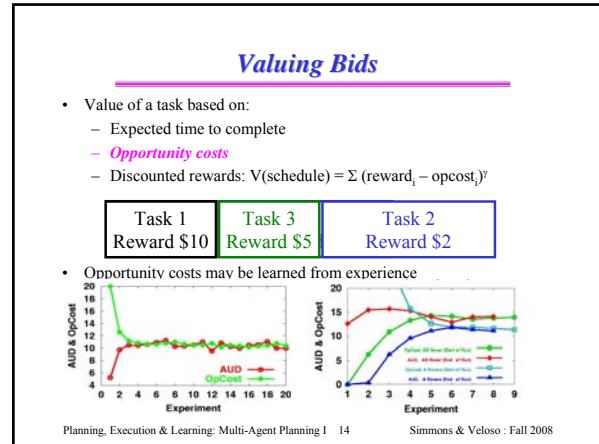 Valuing Bids
• Value of a task based on:
– Expected time to complete
– Opportunity costs
– Discounted rewards: V(schedule) = Σ (rewardᵢ – opcostᵢ)ᵞ
Task 1 Task 3 Task 2
Reward $10 Reward $5 Reward $2
• Opportunity costs may be learned from experience
AUD & OpCost
20
18
16
14
12
10
8
6
4
0 2 4 6 8 10 12 14 16 18 20
Experiment
AUD
OpCost
AUD & OpCost
20
15
10
5
0
1 2 3 4 5 6 7 8 9
Experiment
Planning, Execution & Learning: Multi-Agent Planning I 14 Simmons & Veloso : Fall 2008